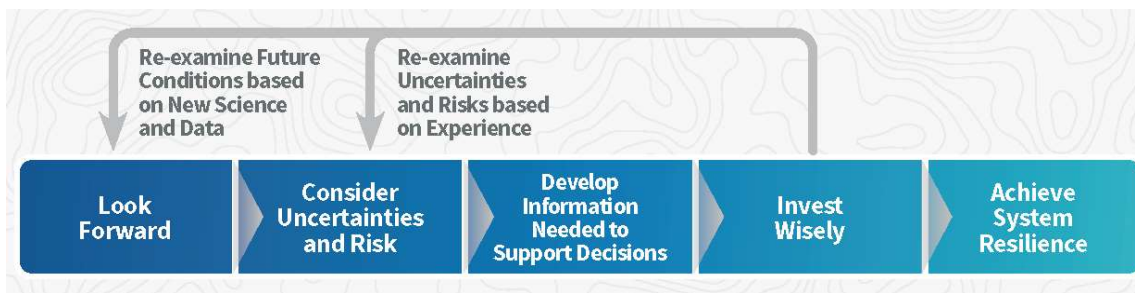 Re-examine Future
Conditions based
on New Science
and Data
Re-examine
Uncertainties
and Risks based
on Experience
Look
Forward
Consider
Uncertainties
and Risk
Develop
Information
Needed to
Support Decisions
Invest
Wisely
Achieve
System
Resilience